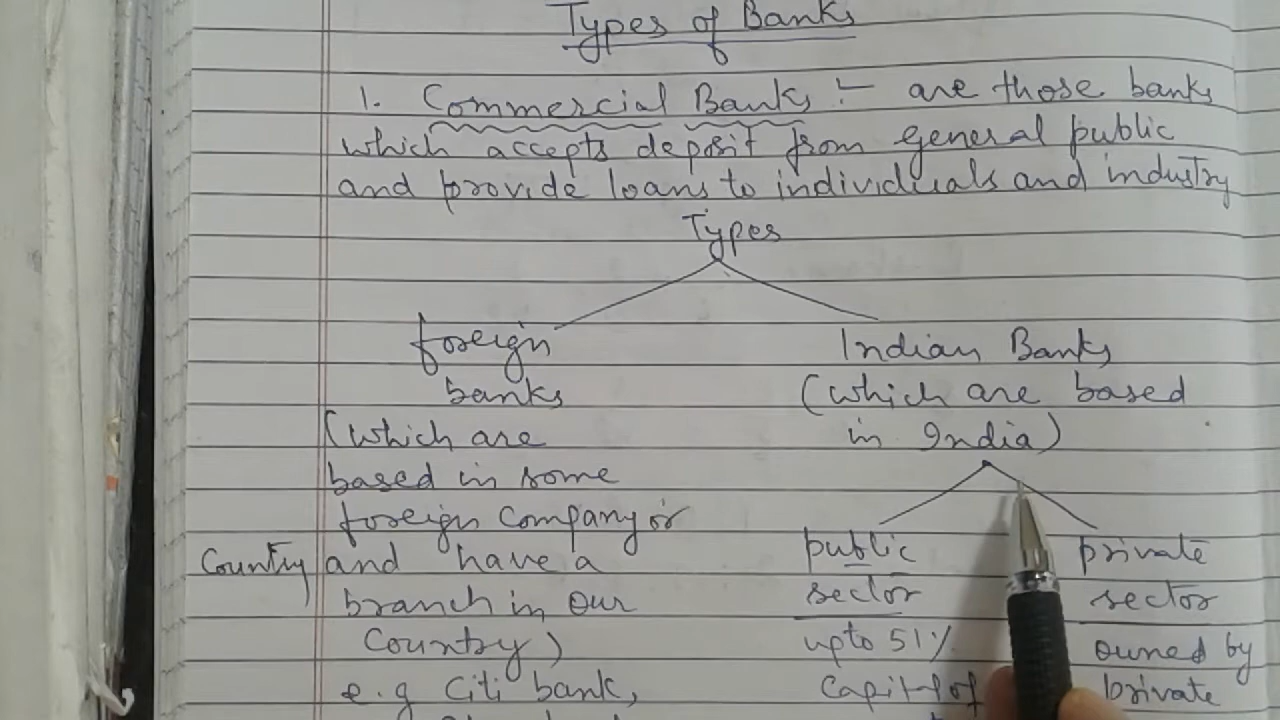 Types of Banks
1. Commercial Banks :- are those banks
which accepts deposit from general public
and provide loans to individuals and industry
Types
foreign
banks
(which are
based in some
foreign company or
Country and have a
branch in our
Country)
e.g Citi bank,
Indian Banks
(which are based
in India)
public
sector
upto 51%
capital of
private
sector
owned by
private